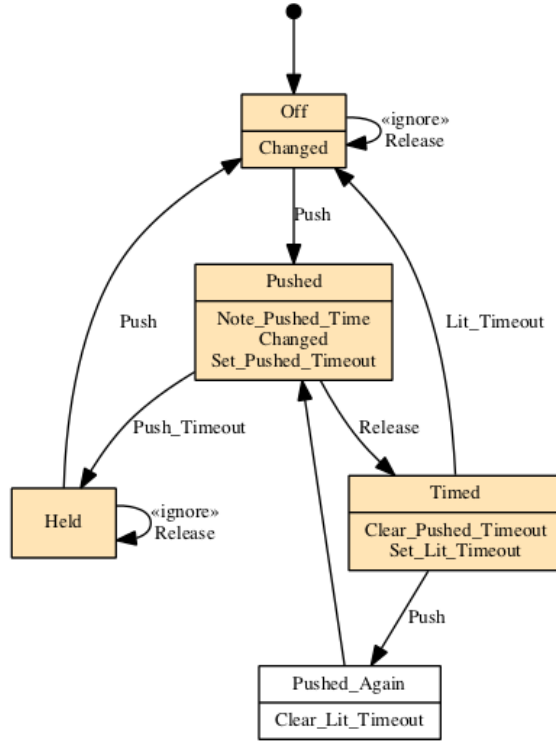 Off
Changed
«ignore»
Release
Push
Pushed
Note_Pushed_Time
Changed
Set_Pushed_Timeout
Push
Lit_Timeout
Push_Timeout
Release
Held
«ignore»
Release
Timed
Clear_Pushed_Timeout
Set_Lit_Timeout
Push
Pushed_Again
Clear_Lit_Timeout